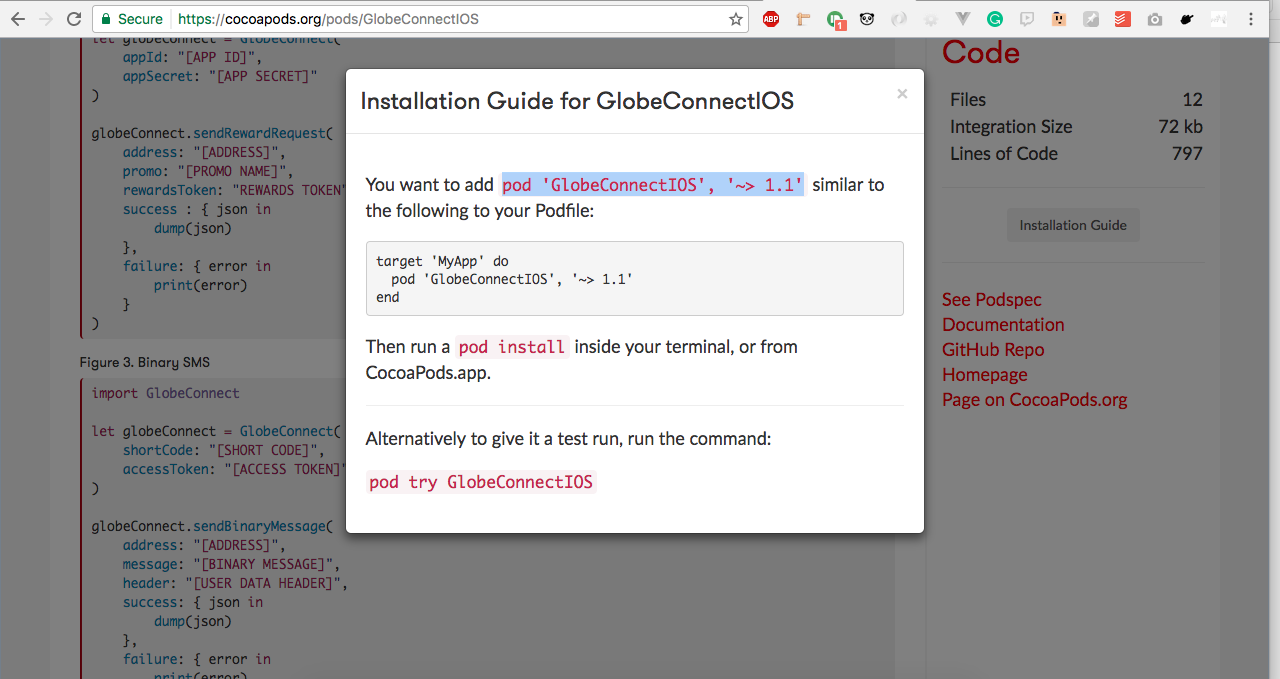 Secure https://cocoapods.org/pods/GlobeConnectIOS
ABP
1
let globeConnect = GlobeConnect(
appId: "[APP ID]",
appSecret: "[APP SECRET]"
)
globeConnect.sendRewardRequest(
address: "[ADDRESS]",
promo: "[PROMO NAME]",
rewardsToken: "REWARDS TOKEN"
success : { json in
dump(json)
},
failure: { error in
print(error)
}
)
Figure 3. Binary SMS
import GlobeConnect
let globeConnect = GlobeConnect(
shortCode: "[SHORT CODE]",
accessToken: "[ACCESS TOKEN]"
)
globeConnect.sendBinaryMessage(
address: "[ADDRESS]",
message: "[BINARY MESSAGE]",
header: "[USER DATA HEADER]",
success: { json in
dump(json)
},
failure: { error in
print(error)
Installation Guide for GlobeConnectIOS
×
You want to add pod 'GlobeConnectIOS', '~> 1.1' similar to
the following to your Podfile:
target 'MyApp' do
pod 'GlobeConnectIOS', '~> 1.1'
end
Then run a pod install inside your terminal, or from
CocoaPods.app.
Alternatively to give it a test run, run the command:
pod try GlobeConnectIOS
Code
Files 12
Integration Size 72 kb
Lines of Code 797
Installation Guide
See Podspec
Documentation
GitHub Repo
Homepage
Page on CocoaPods.org